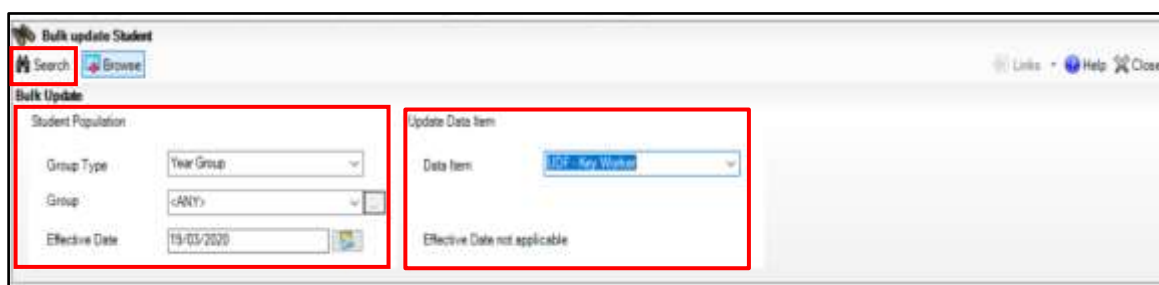 Bulk update Student
Search Browse Links Help Close
Bulk Update
Student Population Update Data Item
Group Type Year Group Data Item UDF - Key Worker
Group <ANY>
Effective Date 19/03/2020 Effective Date not applicable